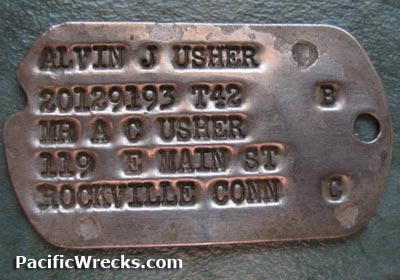 ALVIN J USHER
20129193 T42 B
MR A C USHER
119 E MAIN ST
ROCKVILLE CONN C
PacificWrecks.com